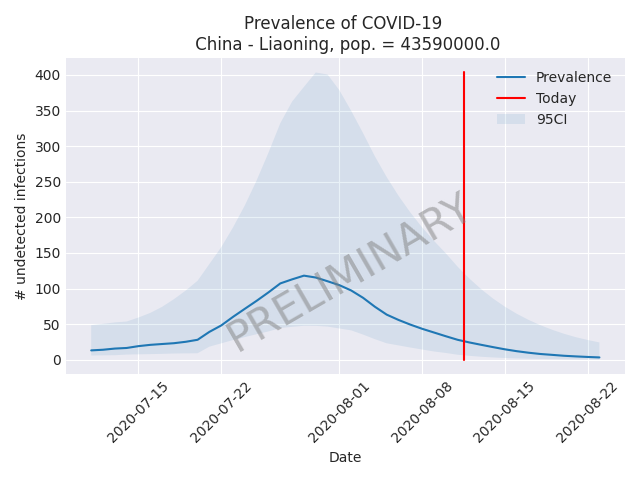 Prevalence of COVID-19
China - Liaoning, pop. = 43590000.0
400
350
300
250
200
150
100
50
0
# undetected infections
Prevalence
Today
95CI
PRELIMINARY
2020-07-15
2020-07-22
2020-08-01
2020-08-08
2020-08-15
2020-08-22
Date